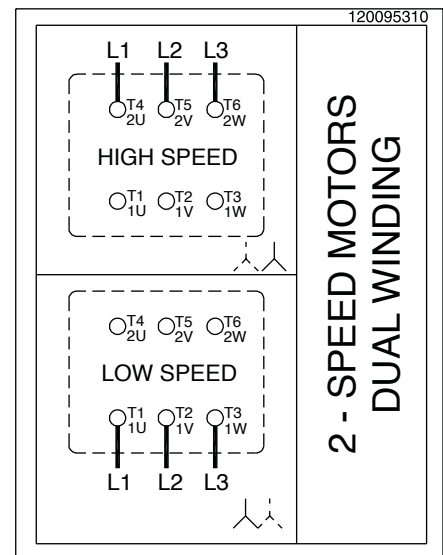 120095310
L1 L2 L3
T4 T5 T6
2U 2V 2W
HIGH SPEED
T1 T2 T3
1U 1V 1W
T4 T5 T6
2U 2V 2W
LOW SPEED
T1 T2 T3
1U 1V 1W
L1 L2 L3
2 - SPEED MOTORS
DUAL WINDING